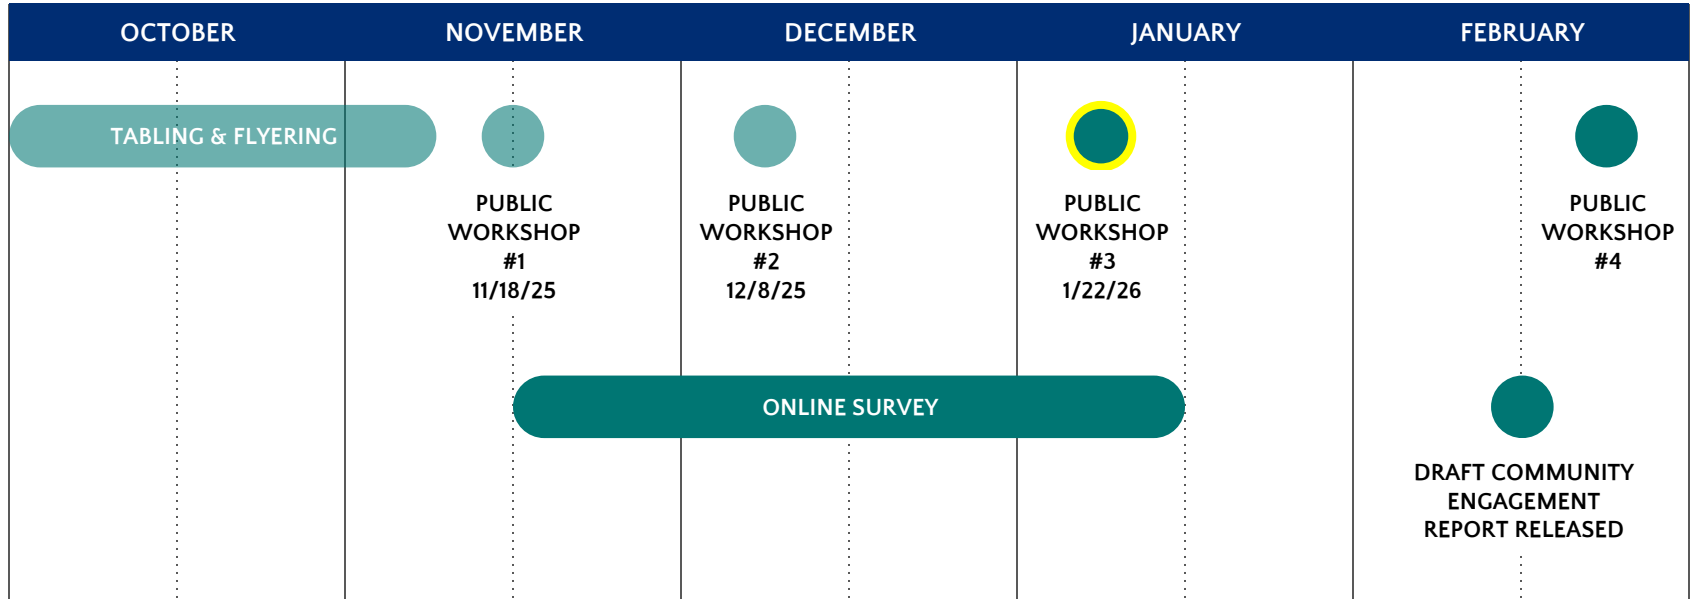 OCTOBER
NOVEMBER
DECEMBER
JANUARY
FEBRUARY
TABLING & FLYERING
PUBLIC
WORKSHOP
#1
11/18/25
PUBLIC
WORKSHOP
#2
12/8/25
PUBLIC
WORKSHOP
#3
1/22/26
PUBLIC
WORKSHOP
#4
ONLINE SURVEY
DRAFT COMMUNITY
ENGAGEMENT
REPORT RELEASED